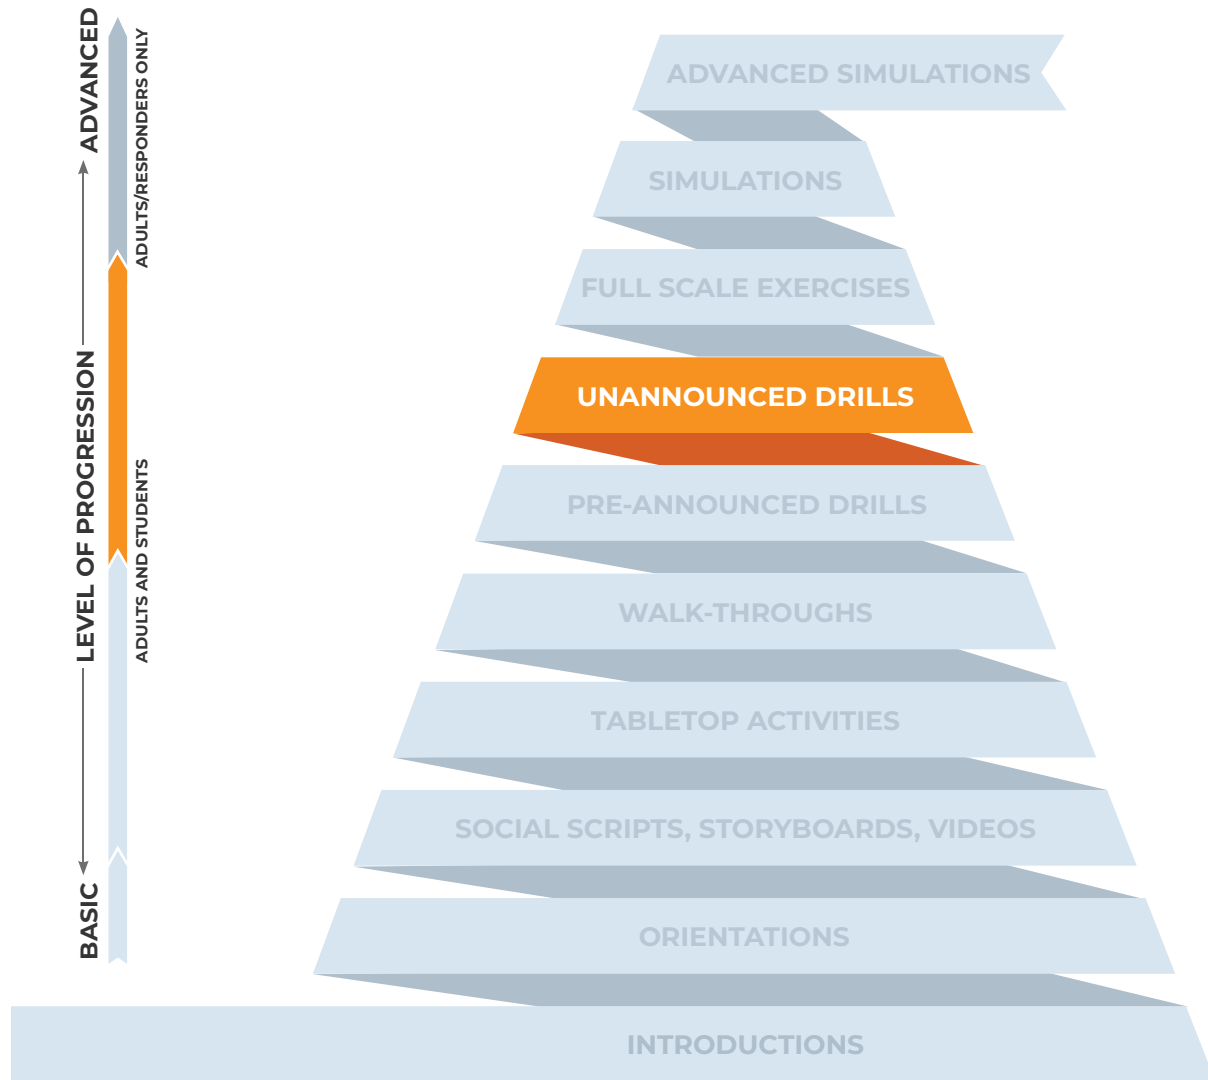 ADVANCED
ADULTS/RESPONDERS ONLY
LEVEL OF PROGRESSION
ADULTS AND STUDENTS
BASIC
ADVANCED SIMULATIONS
SIMULATIONS
FULL SCALE EXERCISES
UNANNOUNCED DRILLS
PRE-ANNOUNCED DRILLS
WALK-THROUGHS
TABLETOP ACTIVITIES
SOCIAL SCRIPTS, STORYBOARDS, VIDEOS
ORIENTATIONS
INTRODUCTIONS